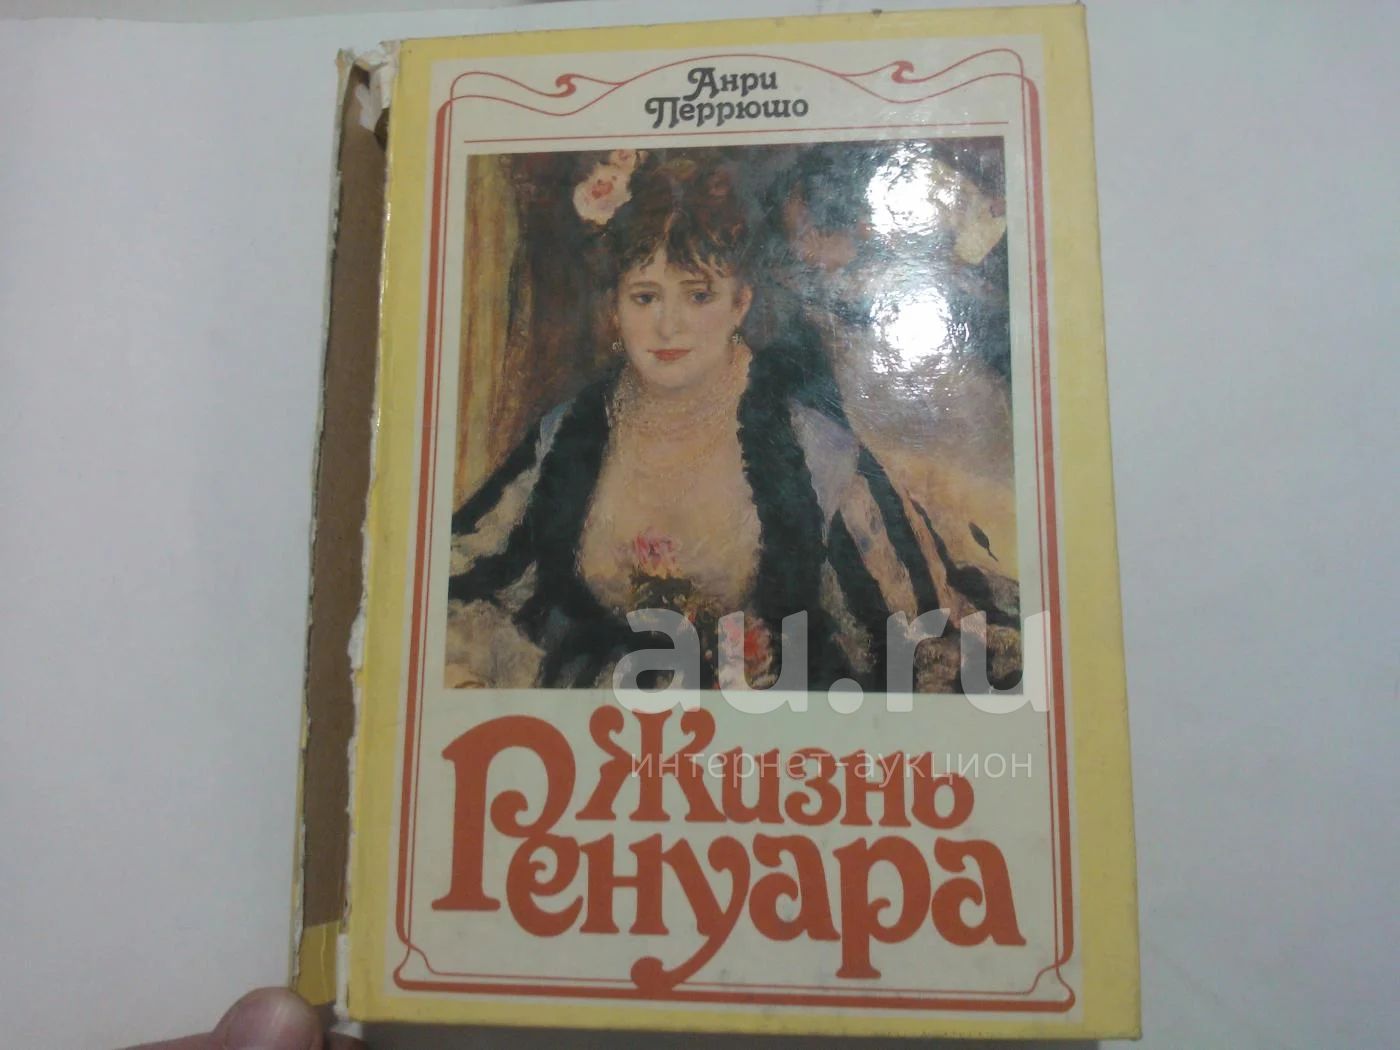 Анри
Перрюшо
au.ru
интернет-аукцион
Жизнь
Ренуара